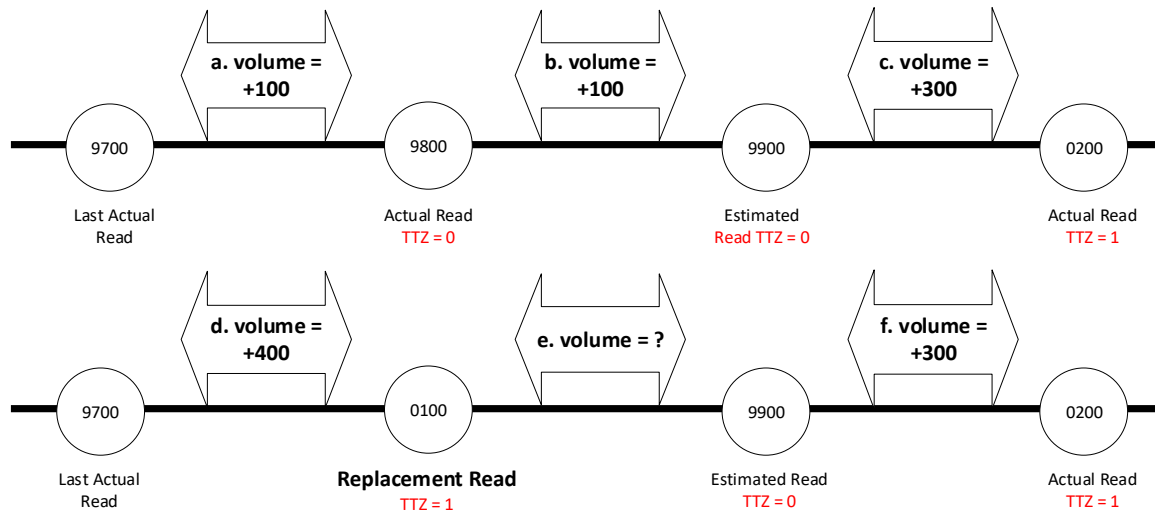 a. volume =
+100
b. volume =
+100
c. volume =
+300
9700
9800
9900
0200
Last Actual
Read
Actual Read
TTZ = 0
Estimated
Read TTZ = 0
Actual Read
TTZ = 1
d. volume =
+400
e. volume = ?
f. volume =
+300
9700
0100
9900
0200
Last Actual
Read
Replacement Read
TTZ = 1
Estimated Read
TTZ = 0
Actual Read
TTZ = 1